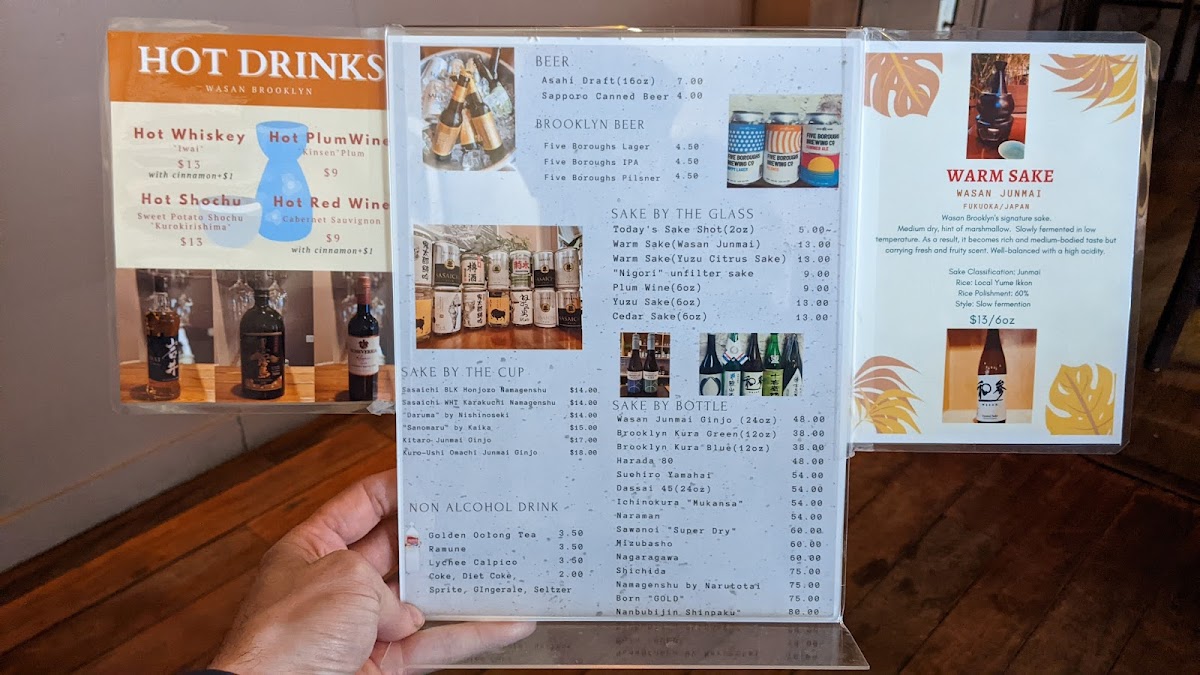 HOT DRINKS
WASAN BROOKLYN
Hot Whiskey
"Iwai"
$13
with cinnamon+$1
Hot PlumWine
"Kinsen"Plum
$9
Hot Shochu
Sweet Potato Shochu
"Kurokirishima"
$13
Hot Red Wine
Cabernet Sauvignon
$9
with cinnamon+$1
BEER
Asahi Draft(16oz) 7.00
Sapporo Canned Beer 4.00
BROOKLYN BEER
Five Boroughs Lager 4.50
Five Boroughs IPA 4.50
Five Boroughs Pilsner 4.50
FIVE BOROUGHS BREWING CO
SAKE BY THE GLASS
Today's Sake Shot(2oz) 5.00~
Warm Sake(Wasan Junmai) 13.00
Warm Sake(Yuzu Citrus Sake) 13.00
"Nigori" unfilter sake 9.00
Plum Wine(6oz) 9.00
Yuzu Sake(6oz) 13.00
Cedar Sake(6oz) 13.00
SAKE BY THE CUP
Sasaichi BLK Honjozo Namagenshu $14.00
Sasaichi WHT Karakuchi Namagenshu $14.00
"Daruma" by Nishinoseki $14.00
"Sanomaru" by Kaika $15.00
Kitaro Junmai Ginjo $17.00
Kuro-Ushi Omachi Junmai Ginjo $18.00
NON ALCOHOL DRINK
Golden Oolong Tea 3.50
Ramune 3.50
Lychee Calpico 3.50
Coke, Diet Coke, 2.00
Sprite, GIngerale, Seltzer
SAKE BY BOTTLE
Wasan Junmai Ginjo (24oz) 48.00
Brooklyn Kura Green(12oz) 38.00
Brooklyn Kura Blue(12oz) 38.00
Harada 80 48.00
Suehiro Yamahai 54.00
Dassai 45(24oz) 54.00
Ichinokura "Mukansa" 54.00
Naraman 54.00
Sawanoi "Super Dry" 60.00
Mizubasho 60.00
Nagaragawa 60.00
Shichida 75.00
Namagenshu by Narutotai 75.00
Born "GOLD" 75.00
Nanbubijin Shinpaku" 80.00
WARM SAKE
WASAN JUNMAI
FUKUOKA/JAPAN
Wasan Brooklyn's signature sake.
Medium dry, hint of marshmallow. Slowly fermented in low
temperature. As a result, it becomes rich and medium-bodied taste but
carrying fresh and fruity scent. Well-balanced with a high acidity.
Sake Classification: Junmai
Rice: Local Yume Ikkon
Rice Polishment: 60%
Style: Slow fermention
$13/6oz